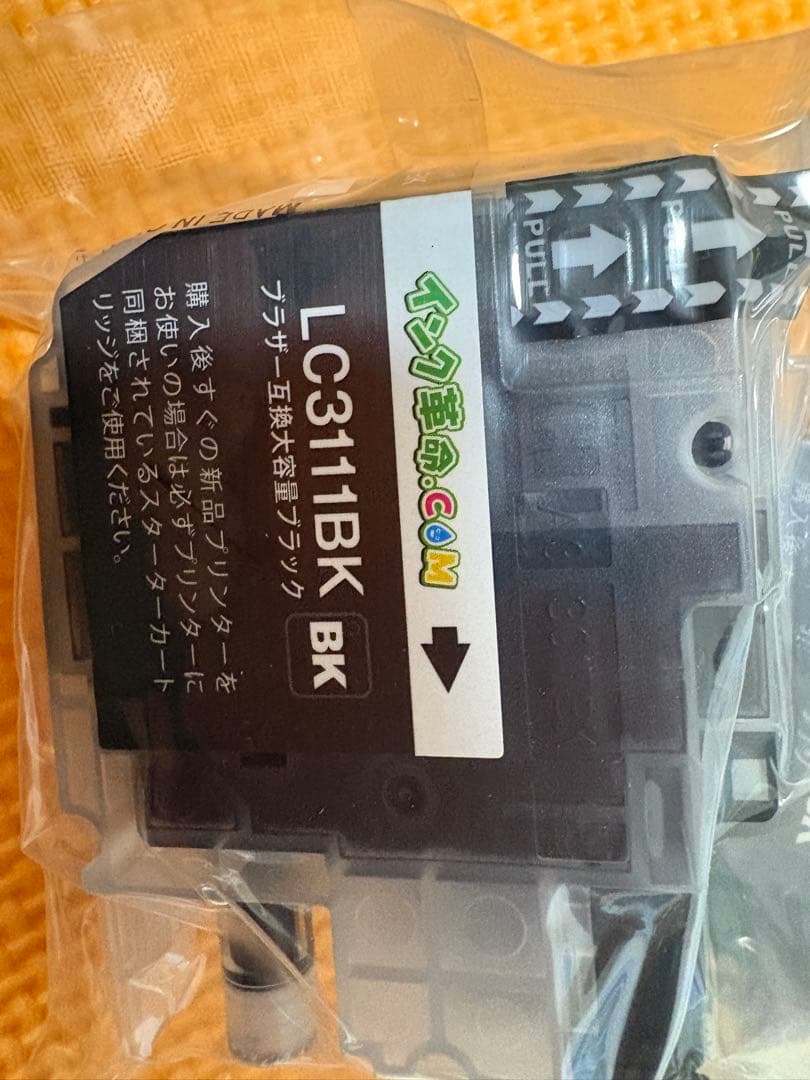 インク革命.COM
LC3111BK BK
ブラザー互換大容量ブラック
購入後すぐの新品プリンターを
お使いの場合は必ずプリンターに
同梱されているスターターカート
リッジをご使用ください。
PULL
PULL
MADE IN